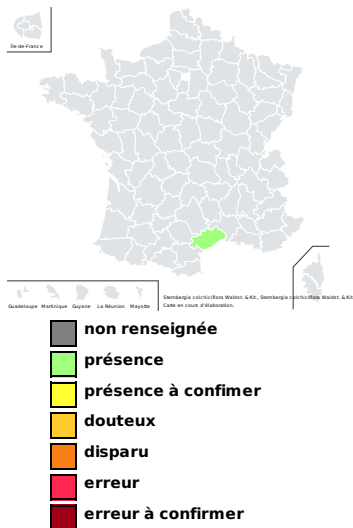 Île-de-France
Guadeloupe Martinique Guyane La Réunion Mayotte
Sternbergia colchiciflora Waldst. & Kit., Sternbergia colchiciflora Waldst. & Kit
Carte en cours d'élaboration.
non renseignée
présence
présence à confimer
douteux
disparu
erreur
erreur à confirmer